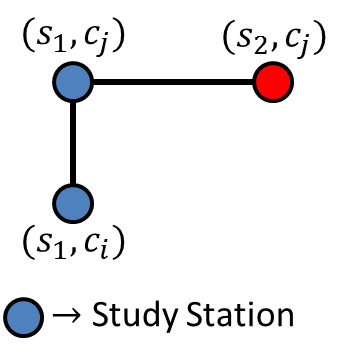 (s₁, cⱼ) (s₂, cⱼ)
(s₁, cᵢ)
→ Study Station